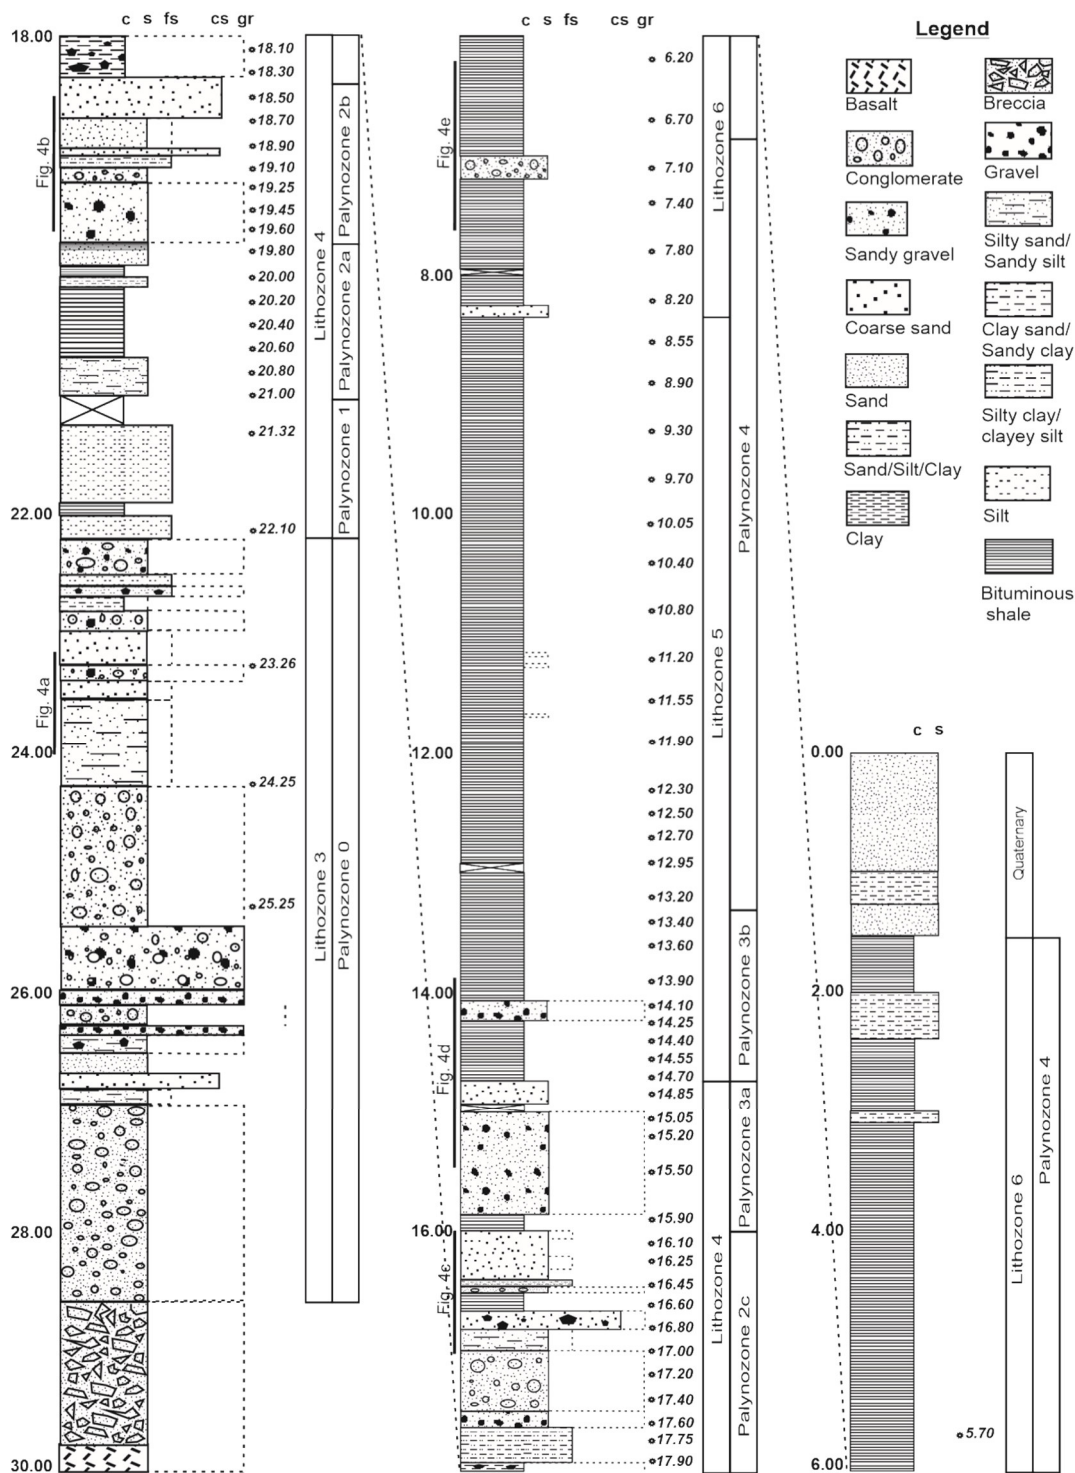 c s fs cs gr
18.00
18.10
18.30
18.50
18.70
18.90
19.10
19.25
19.45
19.60
19.80
20.00
20.20
20.40
20.60
20.80
21.00
21.32
22.00
22.10
23.26
24.00
24.25
25.25
26.00
28.00
30.00
Fig. 4b
Fig. 4a
Lithozone 4
Lithozone 3
Palynozone 2b
Palynozone 2a
Palynozone 1
Palynozone 0
c s fs cs gr
6.20
6.70
7.10
7.40
7.80
8.00
8.20
8.55
8.90
9.30
9.70
10.00
10.05
10.40
10.80
11.20
11.55
11.90
12.00
12.30
12.50
12.70
12.95
13.20
13.40
13.60
13.90
14.00
14.10
14.25
14.40
14.55
14.70
14.85
15.05
15.20
15.50
15.90
16.00
16.10
16.25
16.45
16.60
16.80
17.00
17.20
17.40
17.60
17.75
17.90
Fig. 4e
Fig. 4d
Fig. 4c
Lithozone 6
Lithozone 5
Lithozone 4
Palynozone 4
Palynozone 3b
Palynozone 3a
Palynozone 2c
Legend
Basalt
Breccia
Conglomerate
Gravel
Sandy gravel
Silty sand/
Sandy silt
Coarse sand
Clay sand/
Sandy clay
Sand
Silty clay/
clayey silt
Sand/Silt/Clay
Silt
Clay
Bituminous
shale
c s
0.00
2.00
4.00
5.70
6.00
Quaternary
Lithozone 6
Palynozone 4